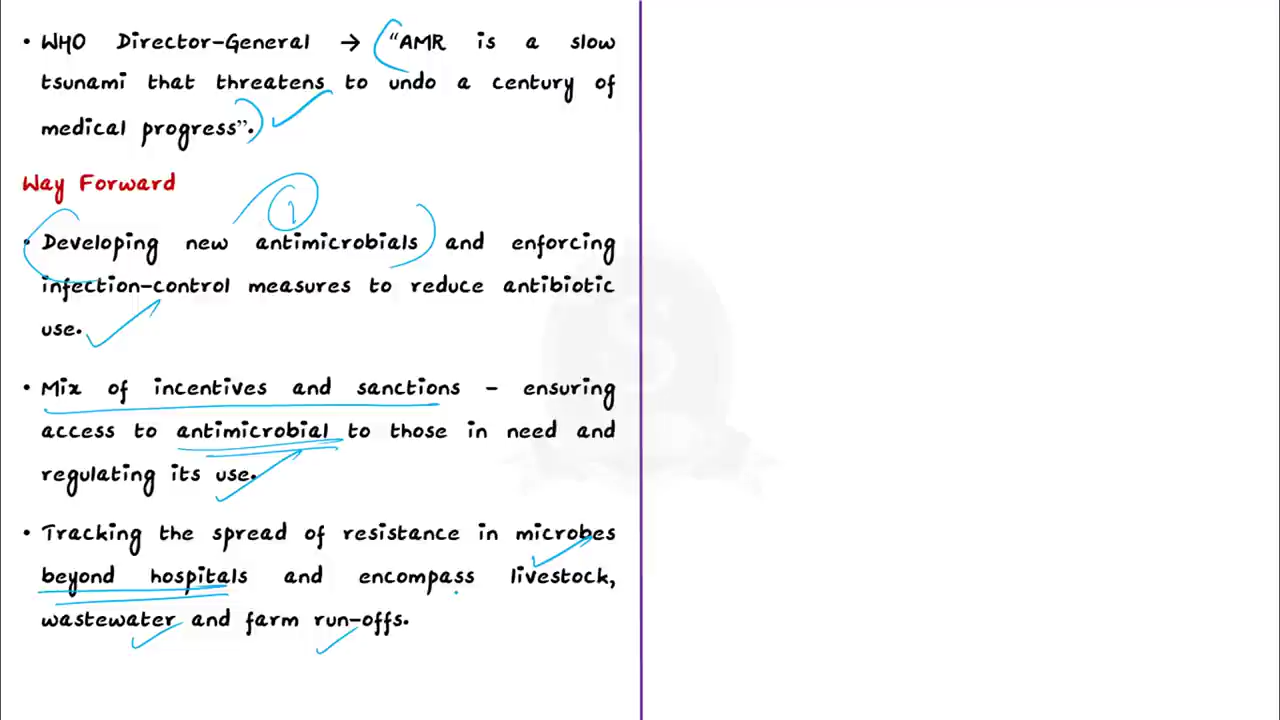 • WHO Director-General → “AMR is a slow
tsunami that threatens to undo a century of
medical progress”.
Way Forward
1
• Developing new antimicrobials and enforcing
infection-control measures to reduce antibiotic
use.
• Mix of incentives and sanctions – ensuring
access to antimicrobial to those in need and
regulating its use.
• Tracking the spread of resistance in microbes
beyond hospitals and encompass livestock,
wastewater and farm run-offs.